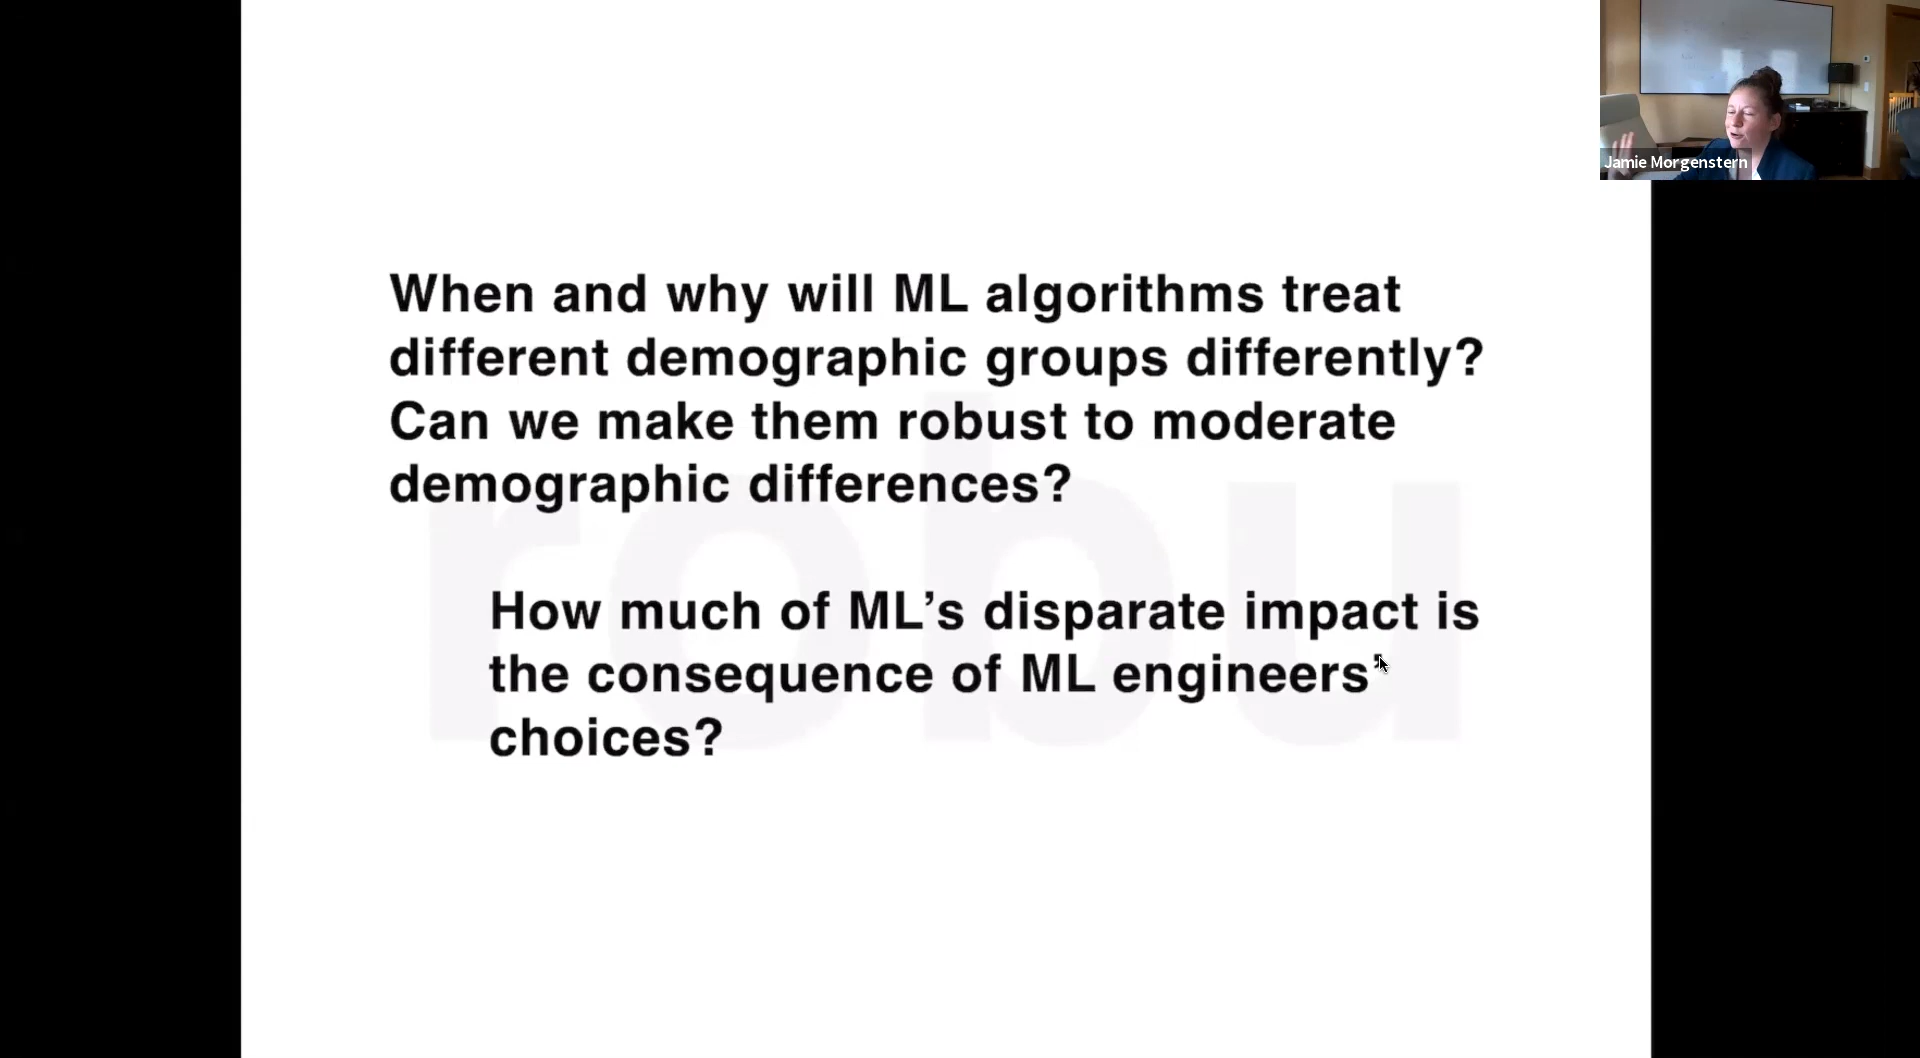 Jamie Morgenstern
When and why will ML algorithms treat
different demographic groups differently?
Can we make them robust to moderate
demographic differences?
robu
How much of ML’s disparate impact is
the consequence of ML engineers’
choices?